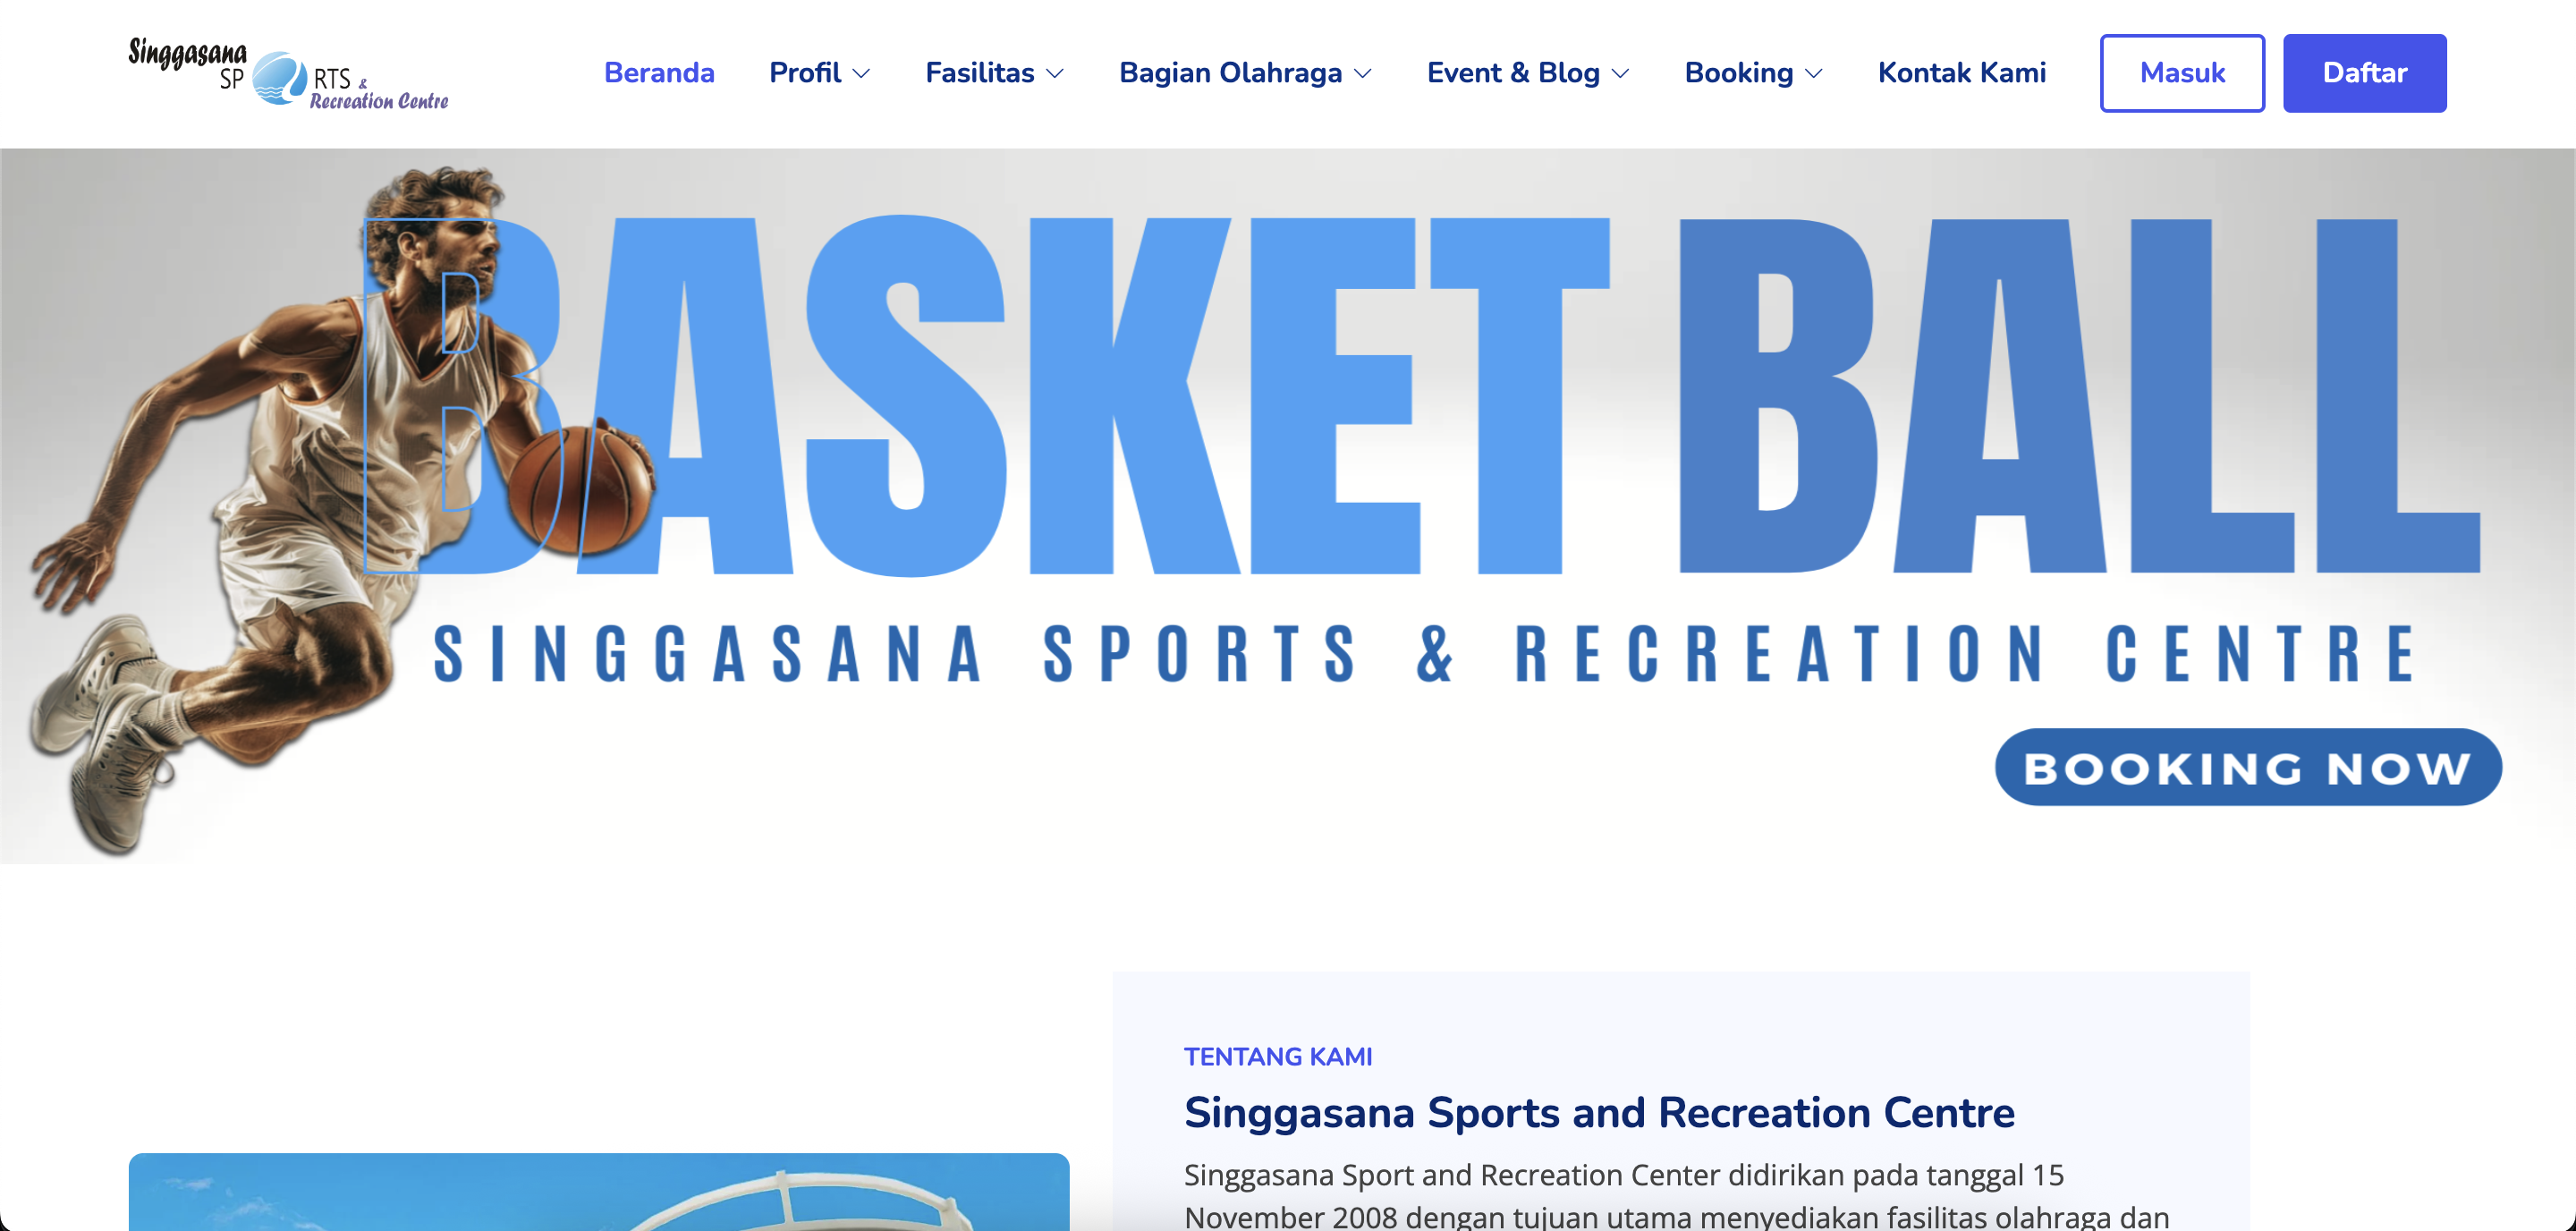 Singgasana
SP RTS &
Recreation Centre
Beranda Profil Fasilitas Bagian Olahraga Event & Blog Booking Kontak Kami Masuk Daftar
BASKET BALL
SINGGASANA SPORTS & RECREATION CENTRE
BOOKING NOW
TENTANG KAMI
Singgasana Sports and Recreation Centre
Singgasana Sport and Recreation Center didirikan pada tanggal 15
November 2008 dengan tujuan utama menyediakan fasilitas olahraga dan